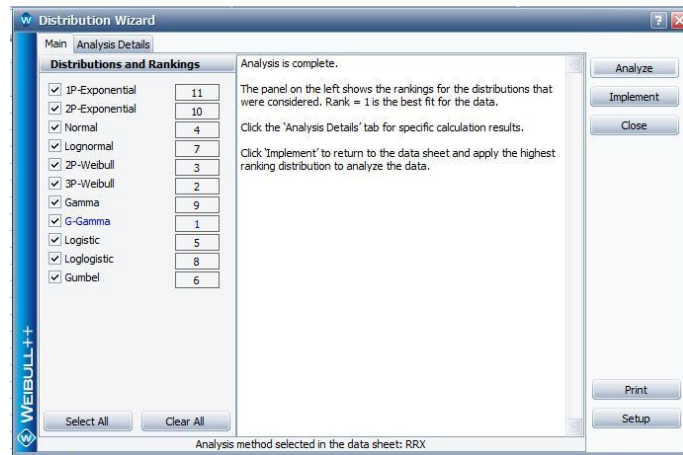 Distribution Wizard
Main Analysis Details
Distributions and Rankings
1P-Exponential 11
2P-Exponential 10
Normal 4
Lognormal 7
2P-Weibull 3
3P-Weibull 2
Gamma 9
G-Gamma 1
Logistic 5
Loglogistic 8
Gumbel 6
Select All Clear All
Analysis is complete.
The panel on the left shows the rankings for the distributions that
were considered. Rank = 1 is the best fit for the data.
Click the 'Analysis Details' tab for specific calculation results.
Click 'Implement' to return to the data sheet and apply the highest
ranking distribution to analyze the data.
Analyze
Implement
Close
Print
Setup
WEIBULL++
Analysis method selected in the data sheet: RRX